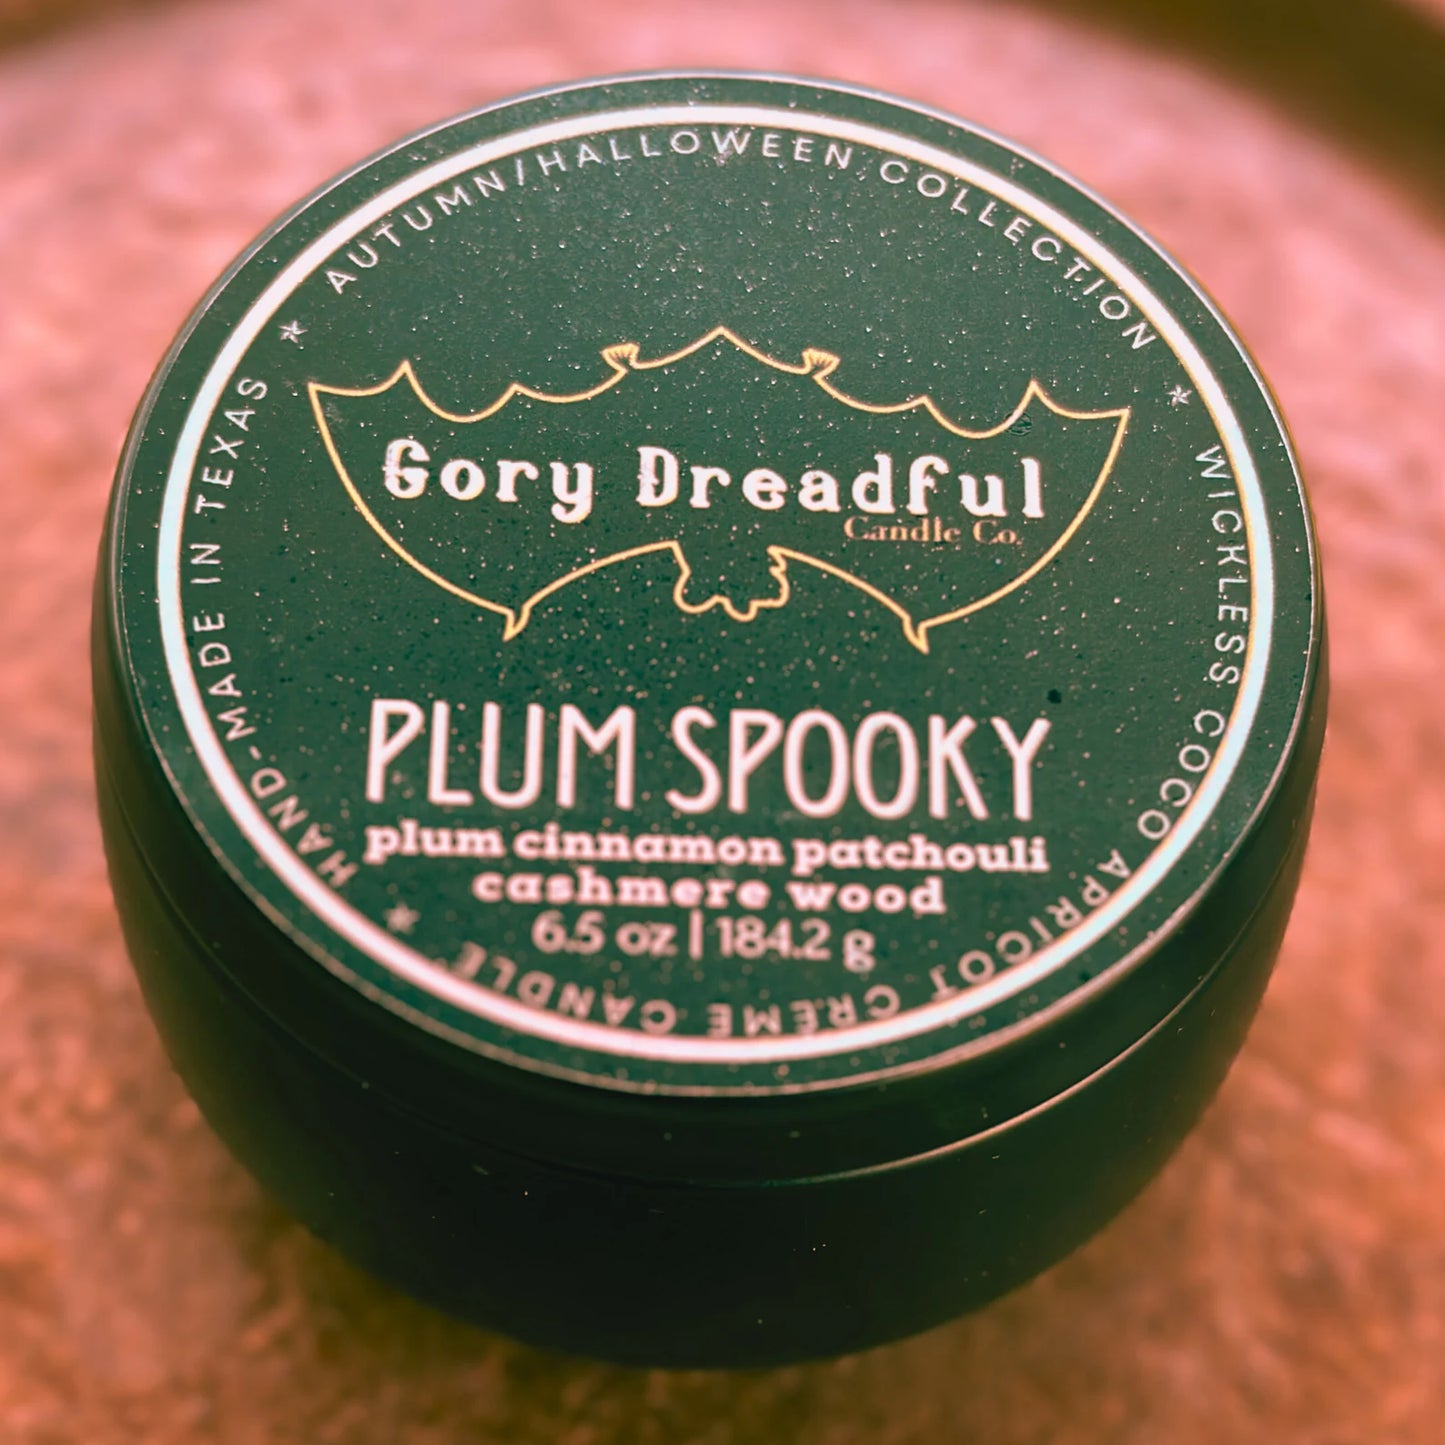 AUTUMN/HALLOWEEN COLLECTION
WICKLESS COCO APRICOT CRÈME CANDLE
HAND-MADE IN TEXAS
Gory Dreadful
Candle Co.
PLUM SPOOKY
plum cinnamon patchouli
cashmere wood
6.5 oz | 184.2 g